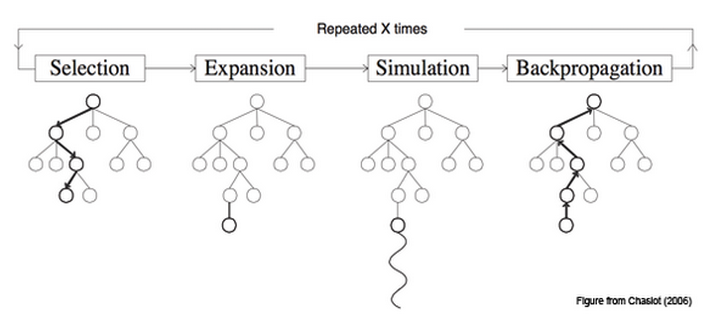 Repeated X times
Selection
Expansion
Simulation
Backpropagation
Figure from Chaslot (2006)